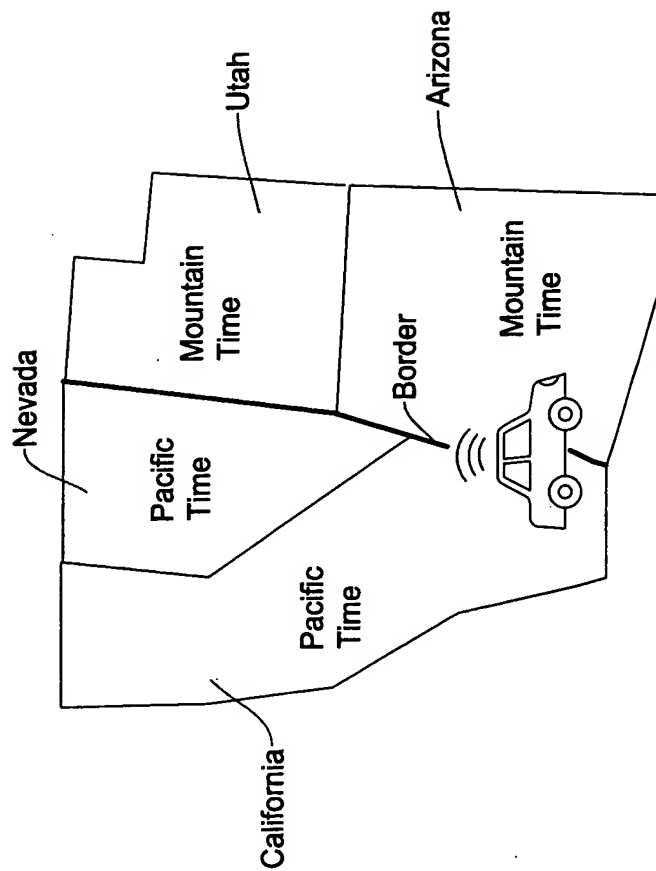 Nevada
Utah
Pacific
Time
Mountain
Time
California
Pacific
Time
Border
Mountain
Time
Arizona